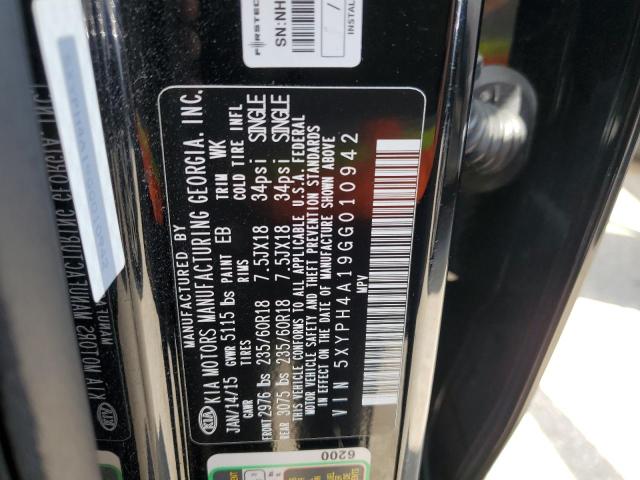 MANUFACTURED BY
KIA KIA MOTORS MANUFACTURING GEORGIA. INC.
JAN/14/15 GVWR 5115 lbs PAINT EB TRIM WK
GAWR TIRES RIMS COLD TIRE INFL
FRONT 2976 lbs 235/60R18 7.5JX18 34psi SINGLE
REAR 3075 lbs 235/60R18 7.5JX18 34psi SINGLE
THIS VEHICLE CONFORMS TO ALL APPLICABLE U.S.A. FEDERAL
MOTOR VEHICLE SAFETY AND THEFT PREVENTION STANDARDS
IN EFFECT ON THE DATE OF MANUFACTURE SHOWN ABOVE
VIN 5XYPH4A19GG010942
MPV
FIRSTEC
SN:NH
INSTAL
6200